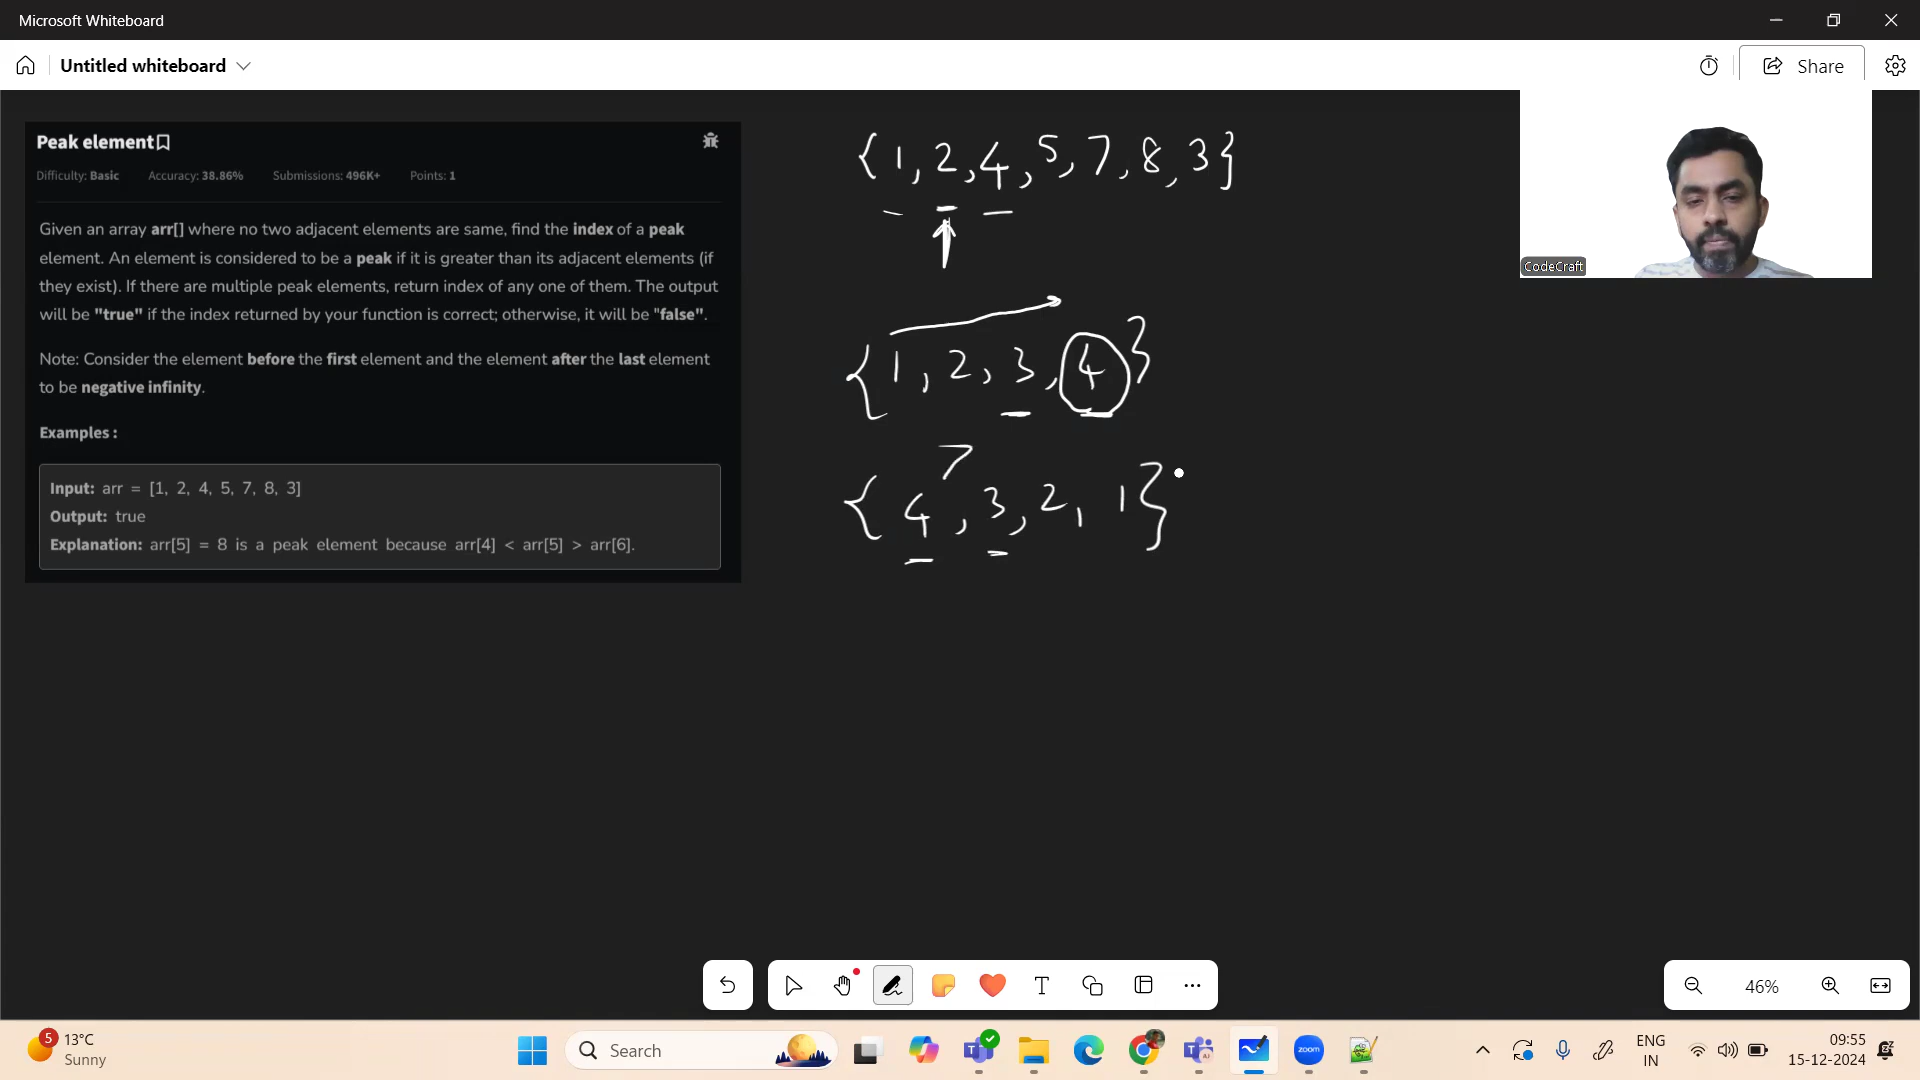 Microsoft Whiteboard
Untitled whiteboard
Share
Peak element
Difficulty: Basic Accuracy: 38.86% Submissions: 496K+ Points: 1
Given an array arr[] where no two adjacent elements are same, find the index of a peak
element. An element is considered to be a peak if it is greater than its adjacent elements (if
they exist). If there are multiple peak elements, return index of any one of them. The output
will be "true" if the index returned by your function is correct; otherwise, it will be "false".
Note: Consider the element before the first element and the element after the last element
to be negative infinity.
Examples :
Input: arr = [1, 2, 4, 5, 7, 8, 3]
Output: true
Explanation: arr[5] = 8 is a peak element because arr[4] < arr[5] > arr[6].
{1, 2, 4, 5, 7, 8, 3}
{1, 2, 3, 4}
7
{4, 3, 2, 1}
CodeCraft
46%
5
13°C
Sunny
Search
zoom
ENG
IN
09:55
15-12-2024